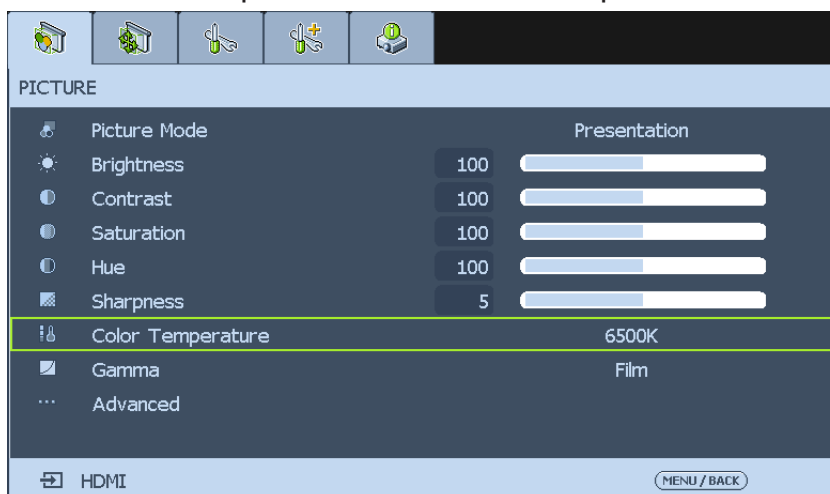 PICTURE
Picture Mode Presentation
Brightness 100
Contrast 100
Saturation 100
Hue 100
Sharpness 5
Color Temperature 6500K
Gamma Film
Advanced
HDMI MENU / BACK